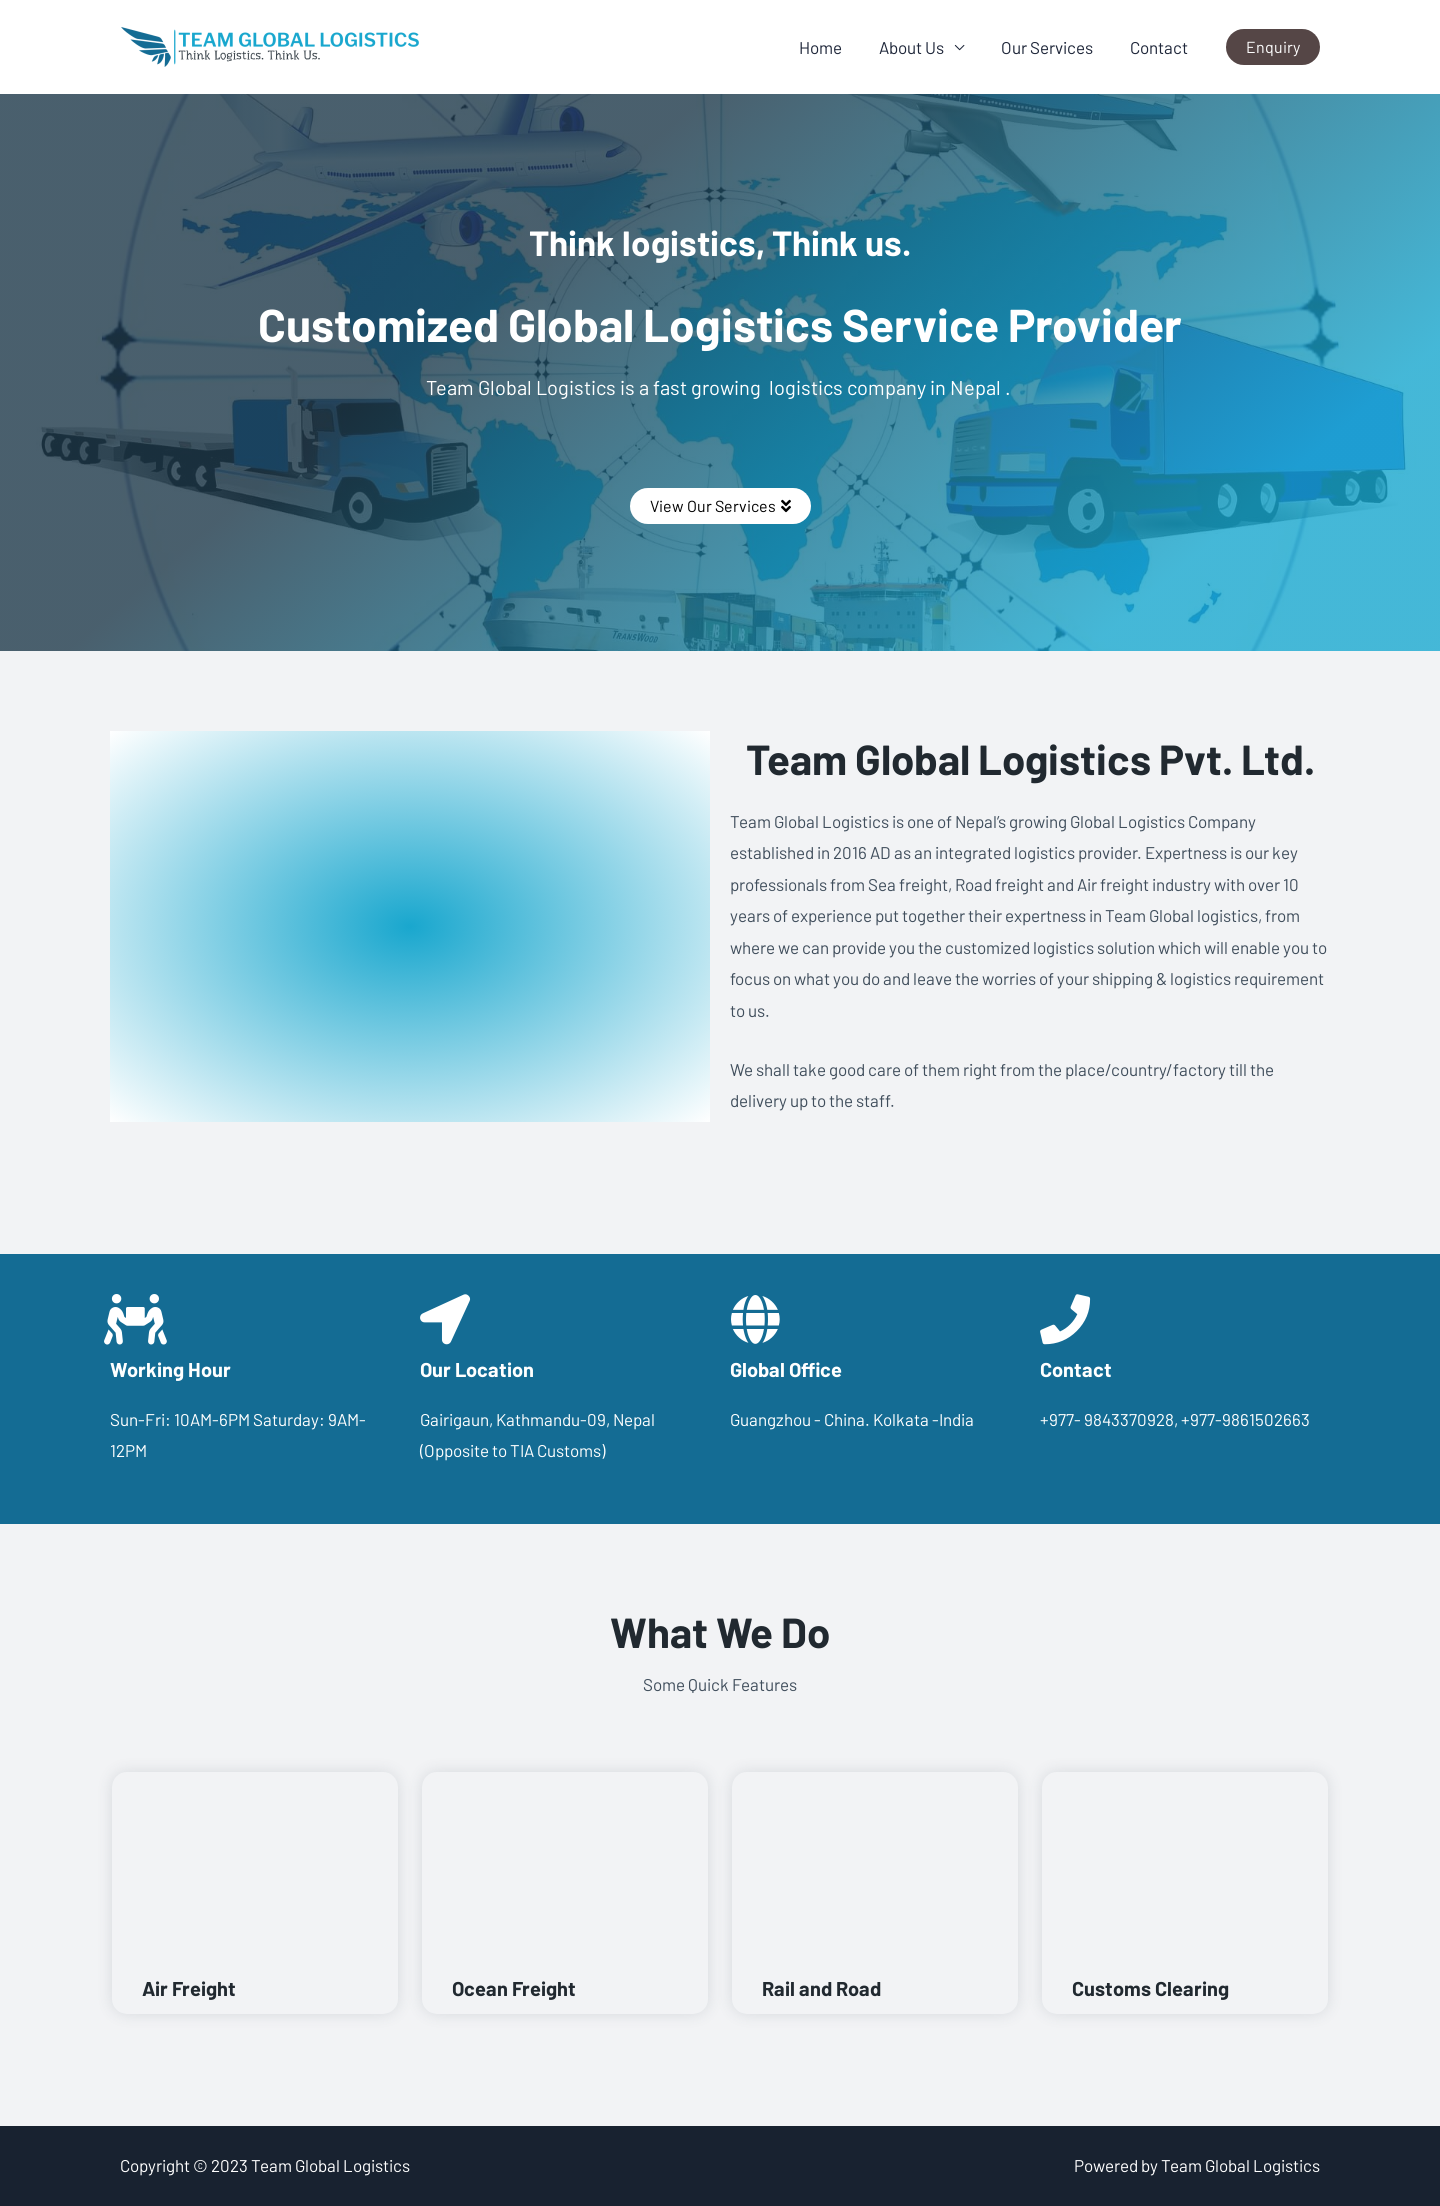 TEAM GLOBAL LOGISTICS
Think Logistics. Think Us.
Home
About Us
Our Services
Contact
Enquiry
Think logistics, Think us.
Customized Global Logistics Service Provider
Team Global Logistics is a fast growing  logistics company in Nepal .
View Our Services
TRANSWOOD
Team Global Logistics Pvt. Ltd.
Team Global Logistics is one of Nepal’s growing Global Logistics Company
established in 2016 AD as an integrated logistics provider. Expertness is our key
professionals from Sea freight, Road freight and Air freight industry with over 10
years of experience put together their expertness in Team Global logistics, from
where we can provide you the customized logistics solution which will enable you to
focus on what you do and leave the worries of your shipping & logistics requirement
to us.
We shall take good care of them right from the place/country/factory till the
delivery up to the staff.
Working Hour
Sun-Fri: 10AM-6PM Saturday: 9AM-
12PM
Our Location
Gairigaun, Kathmandu-09, Nepal
(Opposite to TIA Customs)
Global Office
Guangzhou - China. Kolkata -India
Contact
+977- 9843370928, +977-9861502663
What We Do
Some Quick Features
Air Freight
Ocean Freight
Rail and Road
Customs Clearing
Copyright © 2023 Team Global Logistics
Powered by Team Global Logistics